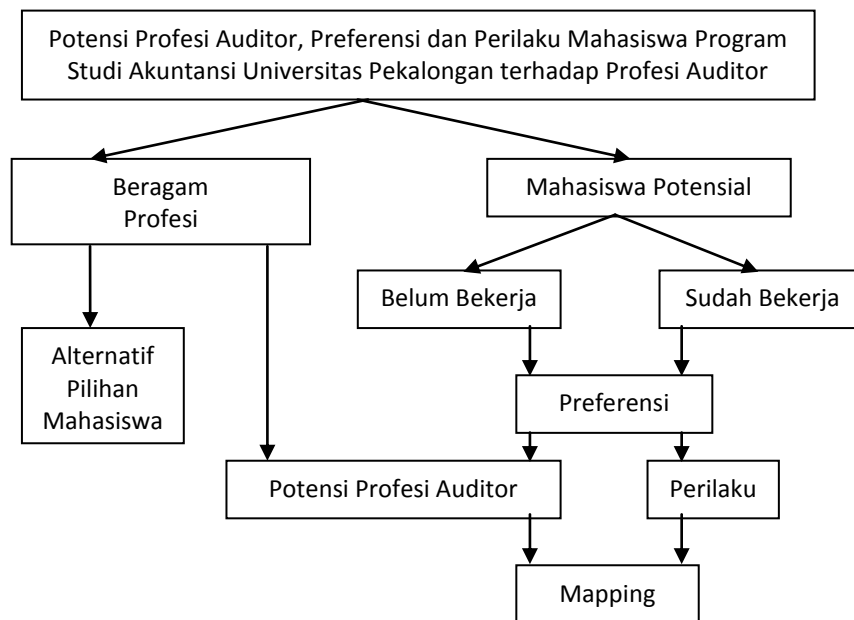 Potensi Profesi Auditor, Preferensi dan Perilaku Mahasiswa Program
Studi Akuntansi Universitas Pekalongan terhadap Profesi Auditor
Beragam
Profesi
Mahasiswa Potensial
Belum Bekerja
Sudah Bekerja
Alternatif
Pilihan
Mahasiswa
Preferensi
Potensi Profesi Auditor
Perilaku
Mapping